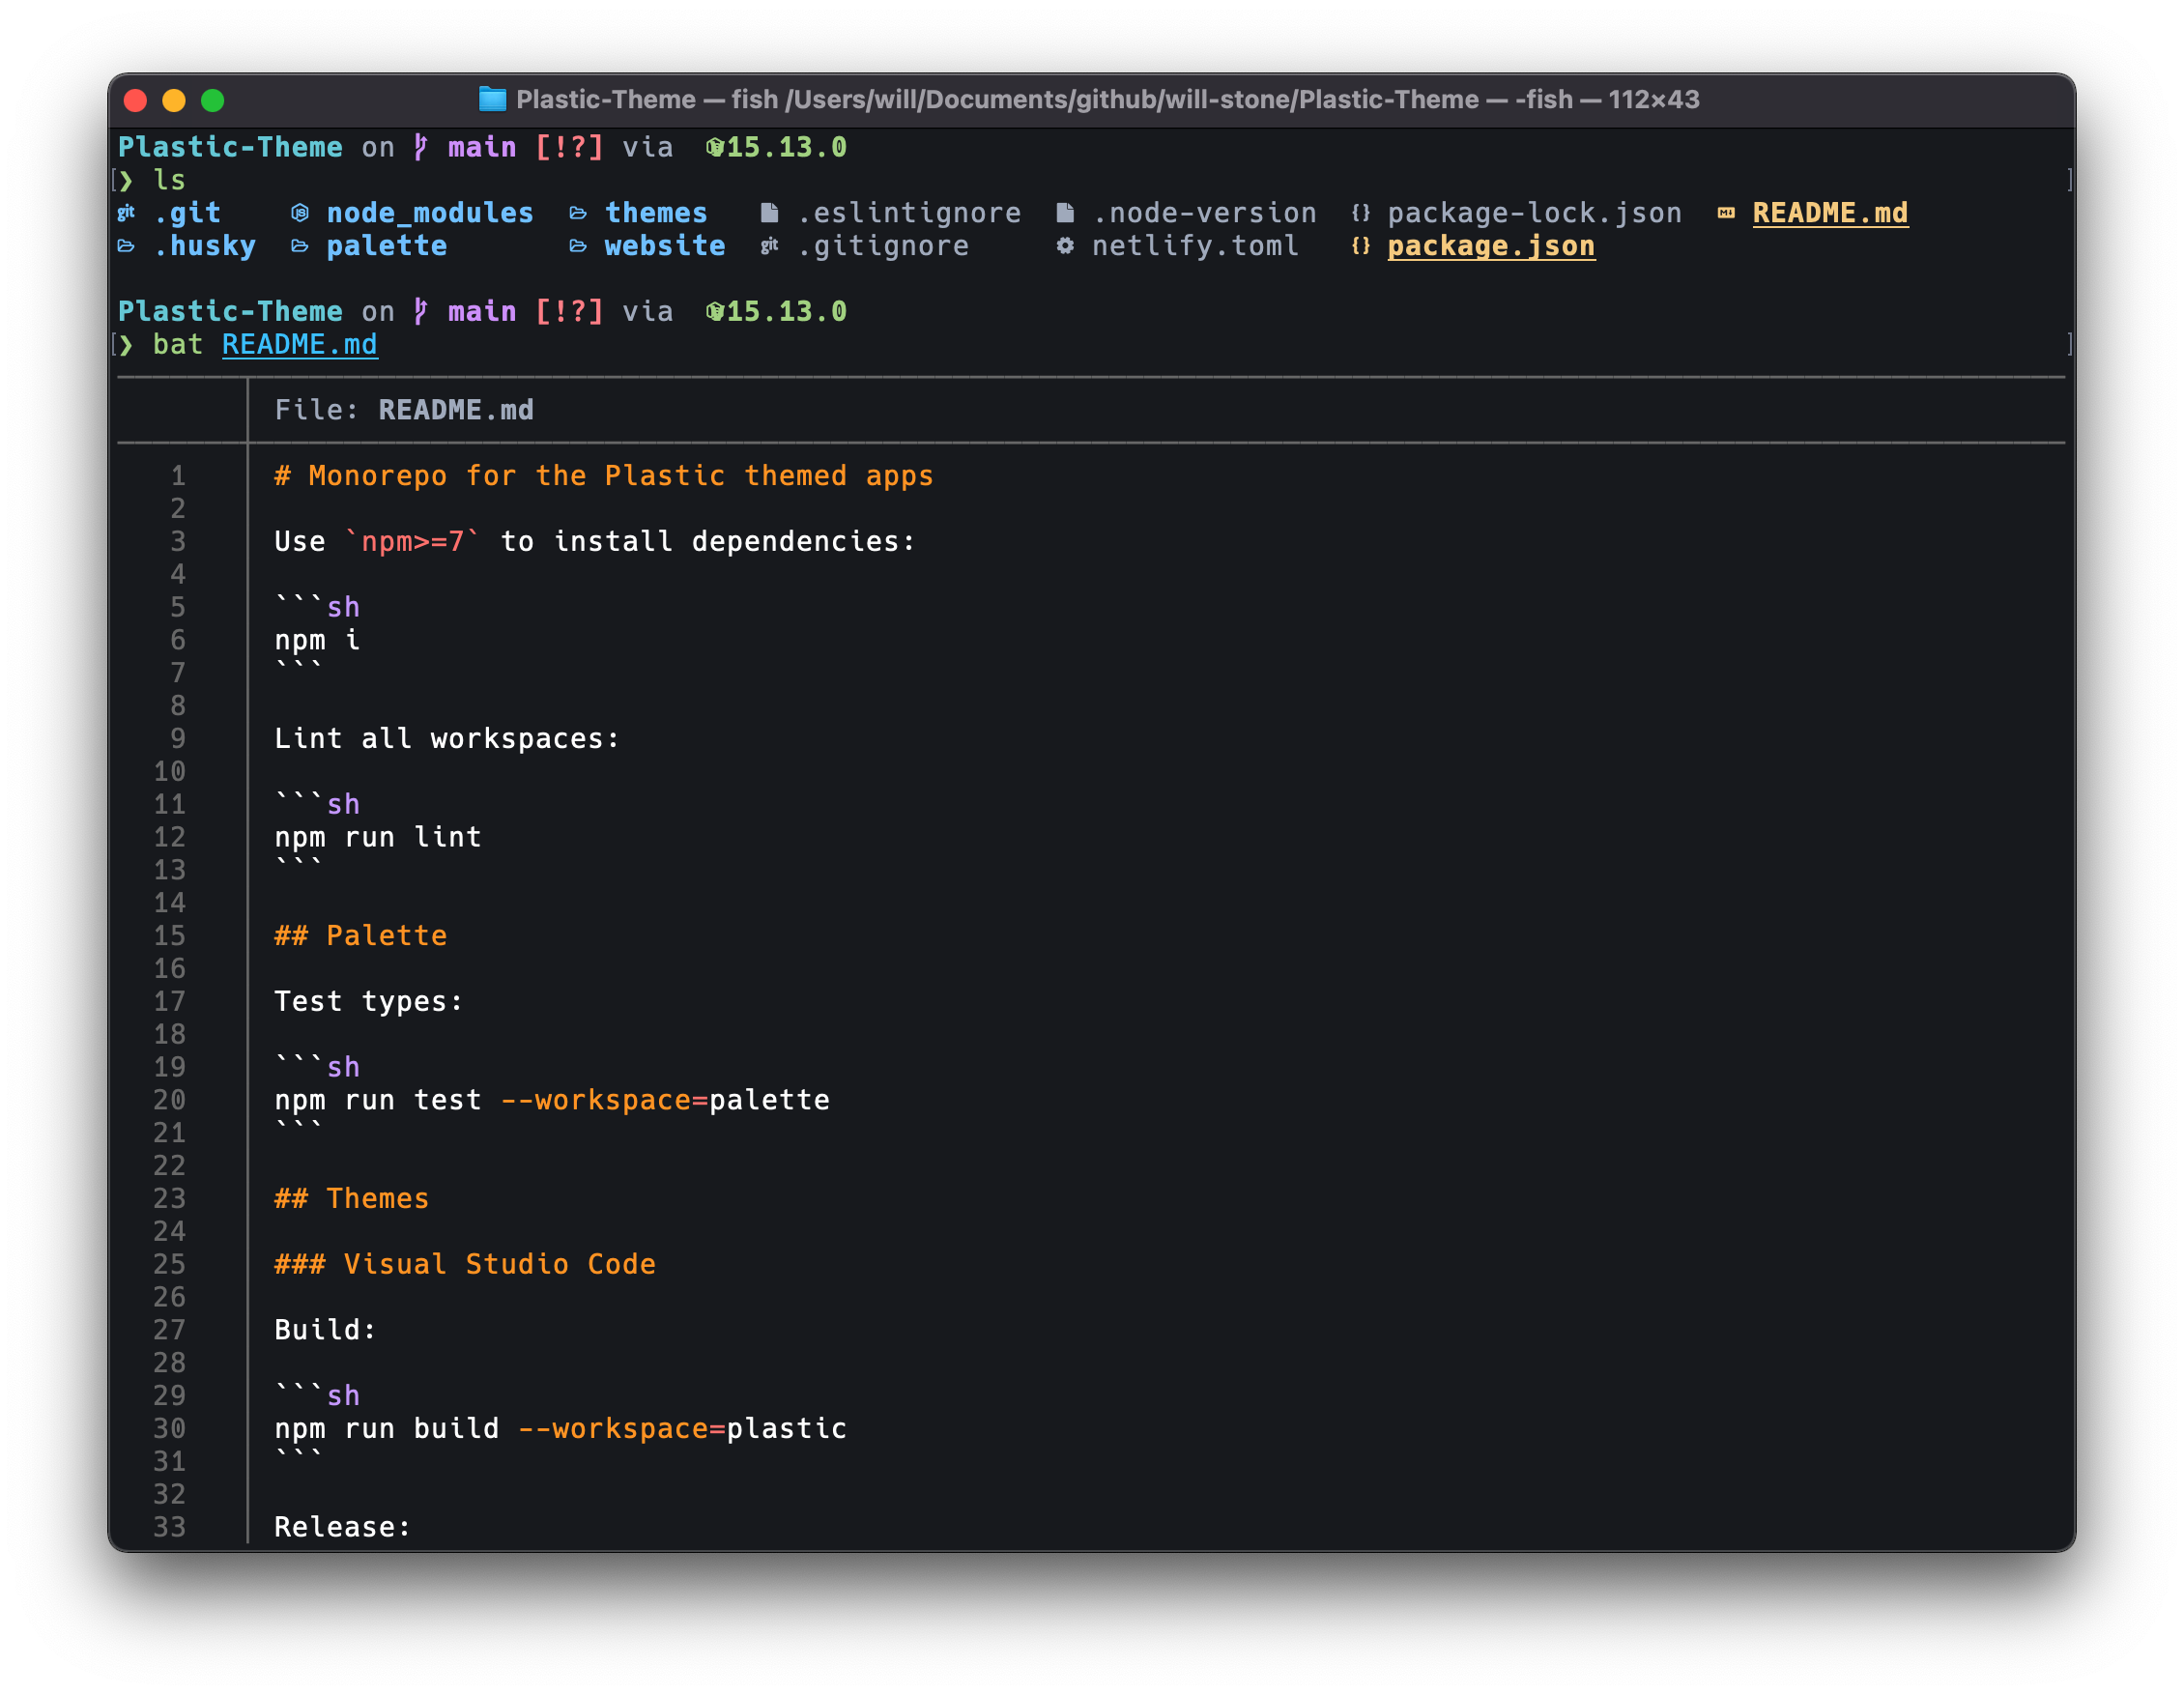 Plastic-Theme — fish /Users/will/Documents/github/will-stone/Plastic-Theme — -fish — 112×43
Plastic-Theme on main [!?] via v15.13.0
[❯ ls ]
.git node_modules themes .eslintignore .node-version package-lock.json README.md
.husky palette website .gitignore netlify.toml package.json
Plastic-Theme on main [!?] via v15.13.0
[❯ bat README.md ]
File: README.md
1 # Monorepo for the Plastic themed apps
2
3 Use `npm>=7` to install dependencies:
4
5 ```sh
6 npm i
7 ```
8
9 Lint all workspaces:
10
11 ```sh
12 npm run lint
13 ```
14
15 ## Palette
16
17 Test types:
18
19 ```sh
20 npm run test --workspace=palette
21 ```
22
23 ## Themes
24
25 ### Visual Studio Code
26
27 Build:
28
29 ```sh
30 npm run build --workspace=plastic
31 ```
32
33 Release: